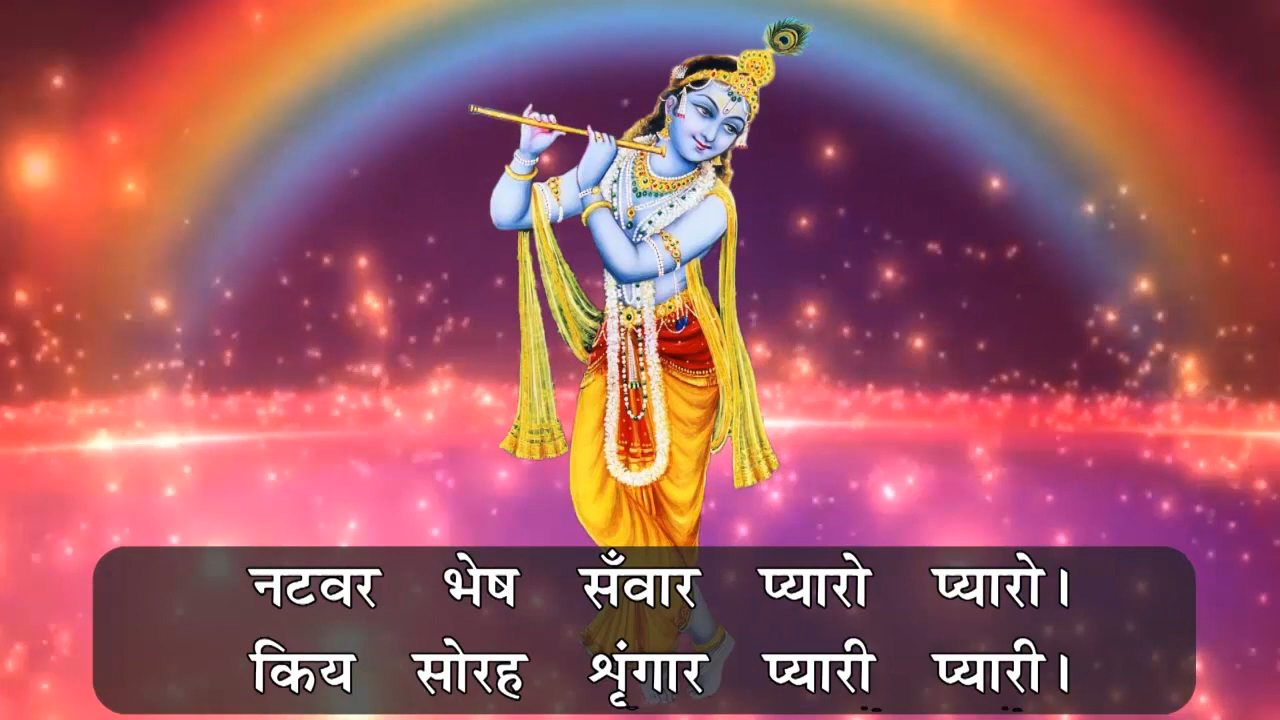 नटवर भेष सँवार प्यारो प्यारो।
किय सोरह शृंगार प्यारी प्यारी।